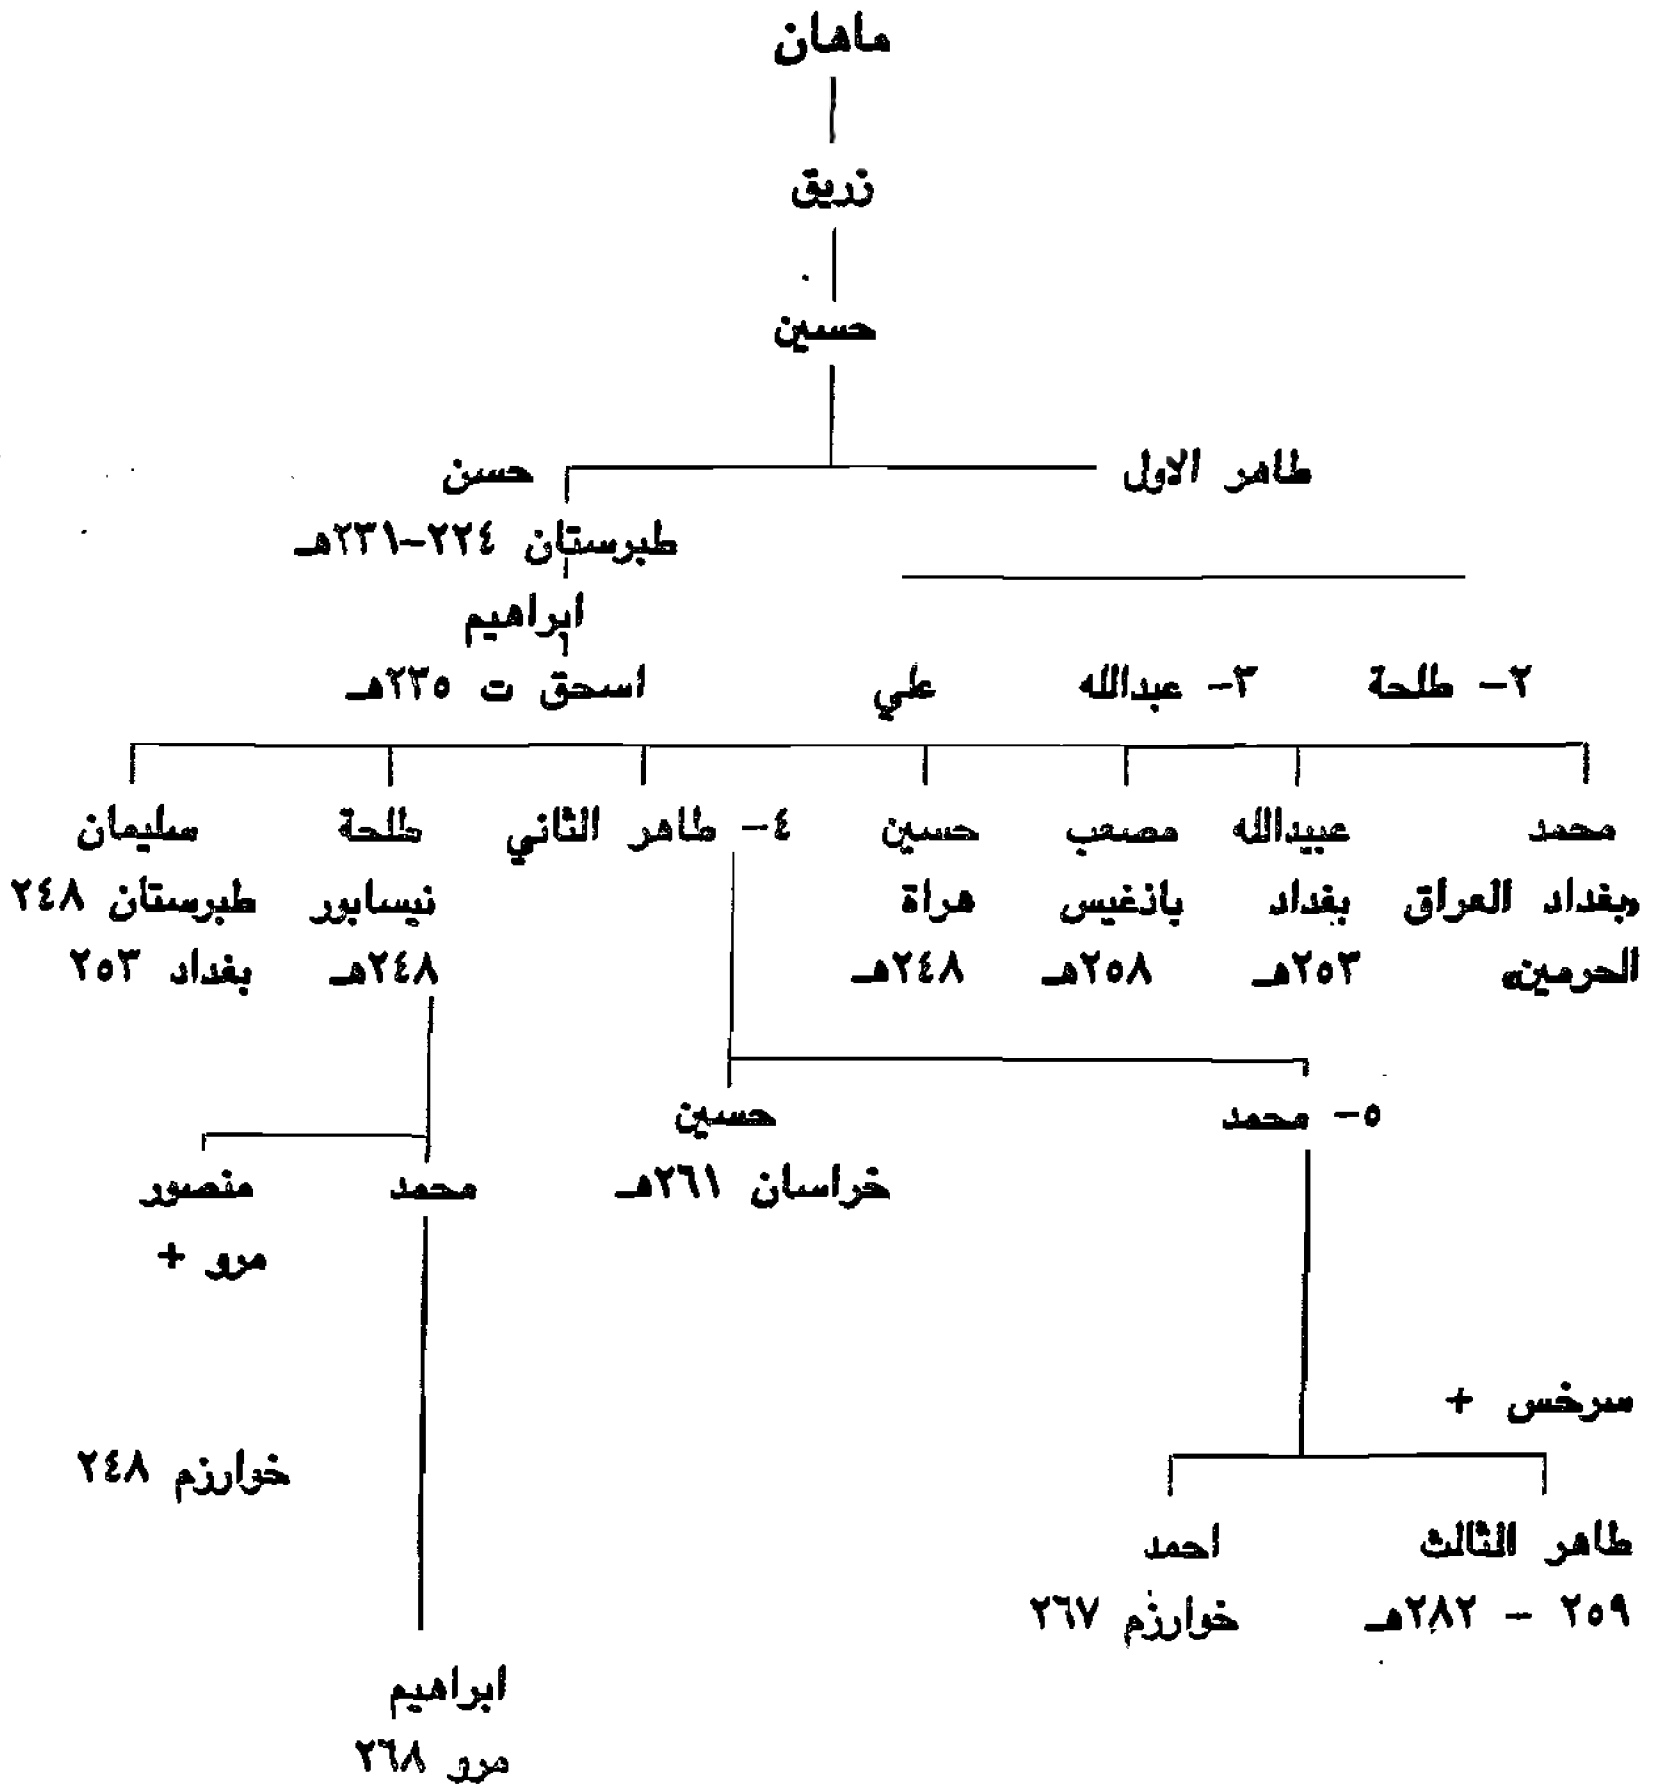 ماهان
زريق
حسين
طاهر الاول
حسن
طبرستان ٢٢٤-٢٣١هـ
ابراهيم
٢- طلحة
٣- عبدالله
علي
اسحق ت ٢٣٥هـ
محمد
عبيدالله
مصعب
حسين
٤- طاهر الثاني
طلحة
سليمان
«بغداد العراق
بغداد
باذغيس
هراة
نيسابور
طبرستان ٢٤٨
الحرمين»
٢٥٣هـ
٢٥٨هـ
٢٤٨هـ
٢٤٨هـ
بغداد ٢٥٣
٥- محمد
حسين
خراسان ٢٦١هـ
محمد
منصور
مرو +
سرخس +
خوارزم ٢٤٨
طاهر الثالث
احمد
٢٥٩ - ٢٨٢هـ
خوارزم ٢٦٧
ابراهيم
مرو ٢٦٨